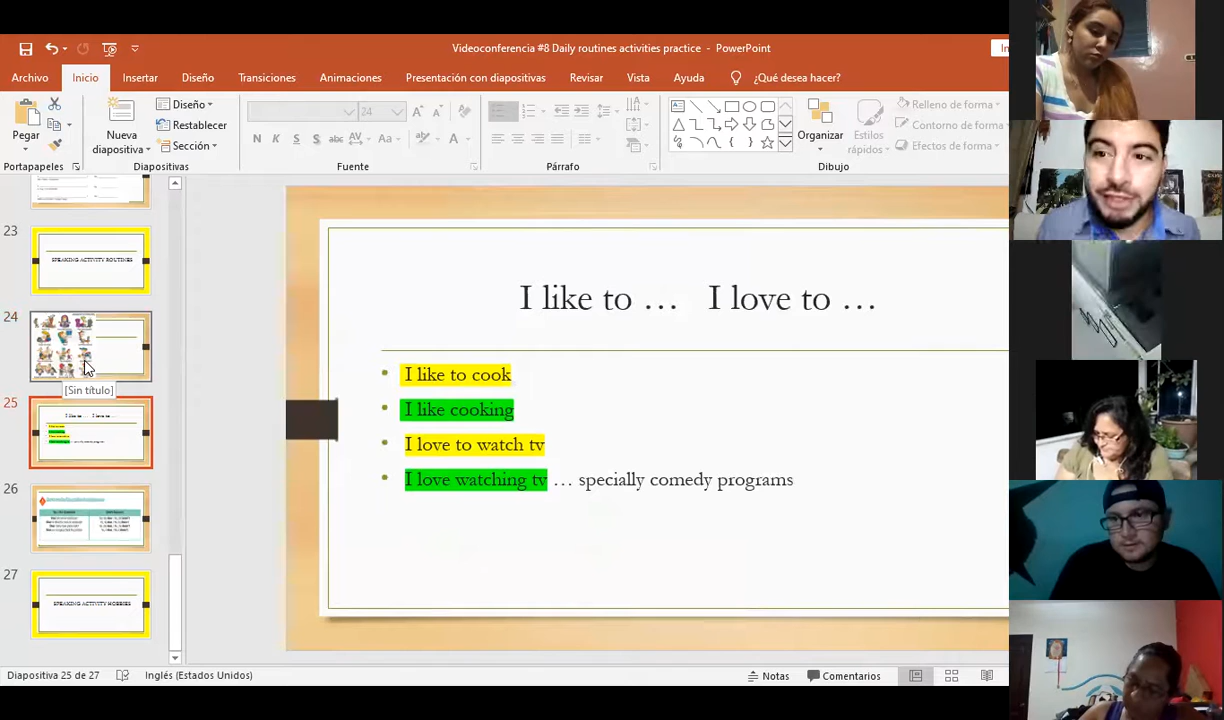 Videoconferencia #8 Daily routines activities practice - PowerPoint
Archivo Inicio Insertar Diseño Transiciones Animaciones Presentación con diapositivas Revisar Vista Ayuda ¿Qué desea hacer?
Pegar
Portapapeles
Nueva
diapositiva
Diseño
Restablecer
Sección
Diapositivas
24
N K S S abc AV Aa A
Fuente
Párrafo
Organizar
Estilos
rápidos
Relleno de forma
Contorno de forma
Efectos de forma
Dibujo
23
SPEAKING ACTIVITY ROUTINES
24
[Sin título]
25
26
27
SPEAKING ACTIVITY HOBBIES
I like to … I love to …
• I like to cook
• I like cooking
• I love to watch tv
• I love watching tv … specially comedy programs
Diapositiva 25 de 27 Inglés (Estados Unidos) Notas Comentarios